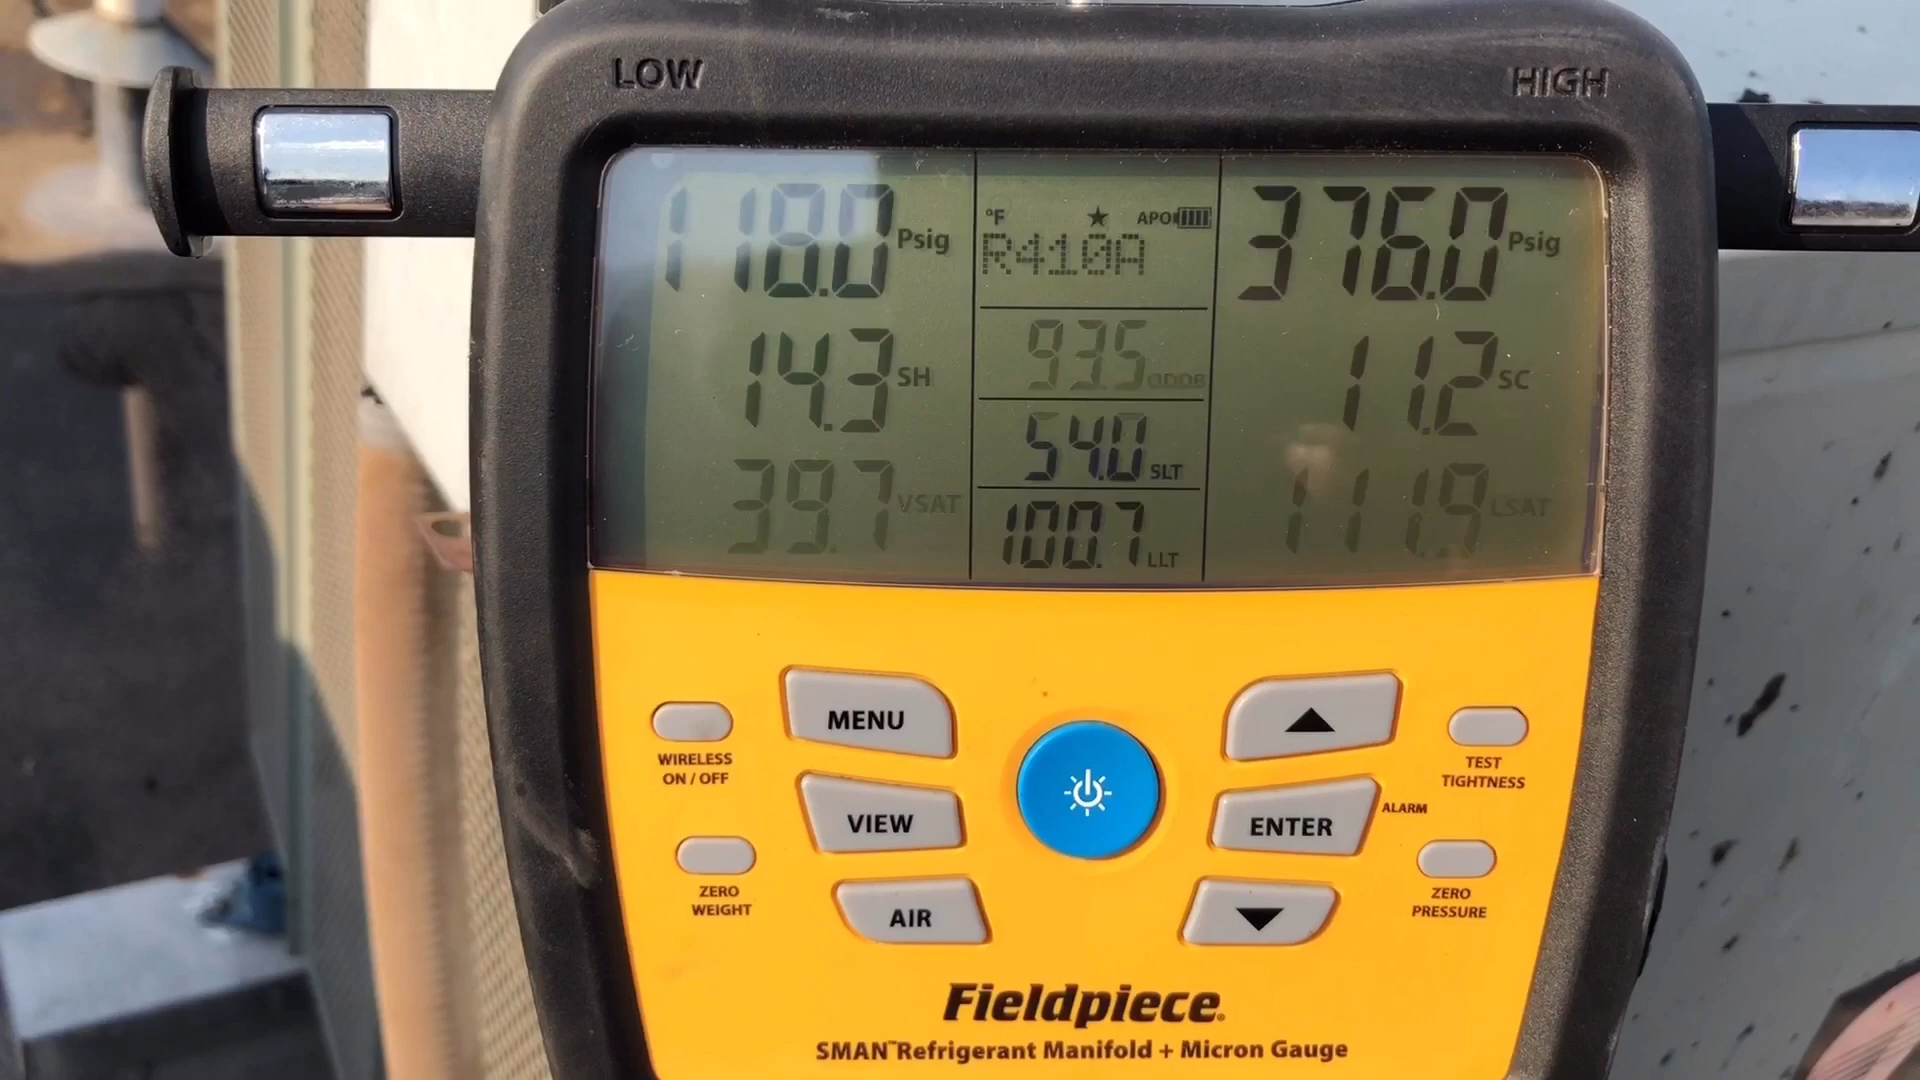 LOW
HIGH
118.0 Psig
°F ★ APO
R410A
376.0 Psig
14.3 SH
93.5 ODDB
11.2 SC
54.0 SLT
39.7 VSAT
100.7 LLT
111.9 LSAT
MENU
WIRELESS
ON / OFF
TEST
TIGHTNESS
VIEW
ENTER
ALARM
ZERO
WEIGHT
AIR
ZERO
PRESSURE
Fieldpiece®
SMAN™ Refrigerant Manifold + Micron Gauge